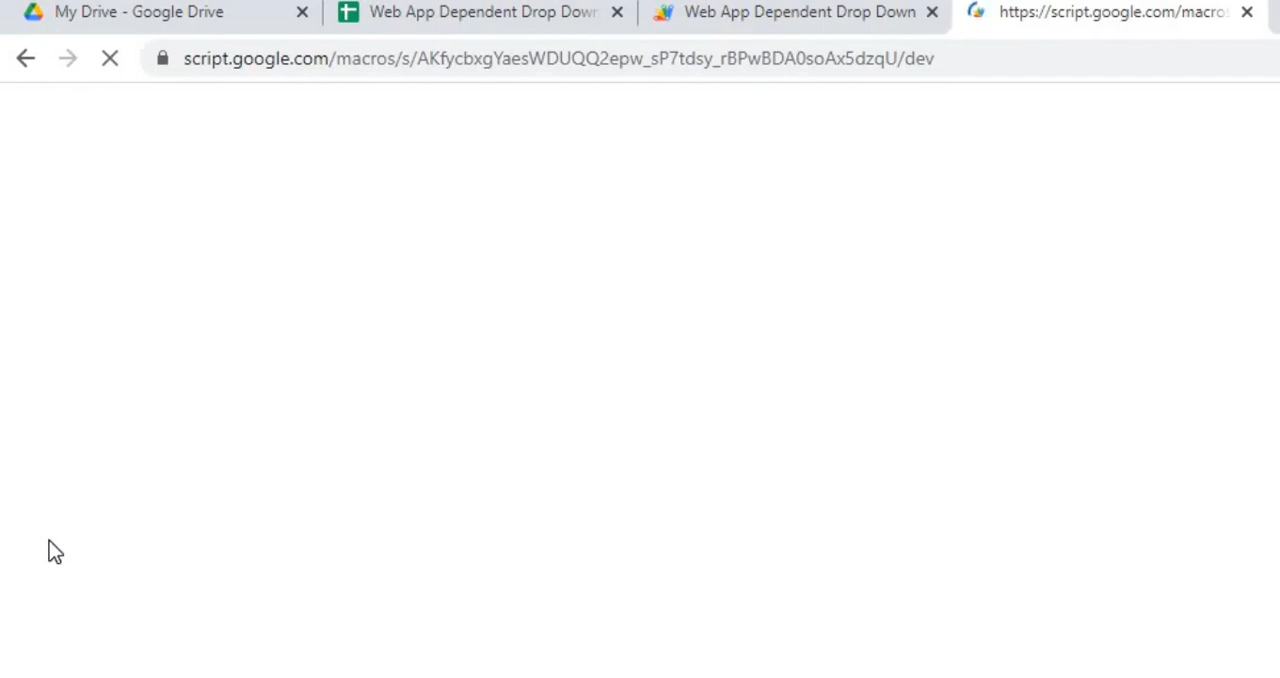 My Drive - Google Drive
Web App Dependent Drop Down
Web App Dependent Drop Down
https://script.google.com/macro
script.google.com/macros/s/AKfycbxgYaesWDUQQ2epw_sP7tdsy_rBPwBDA0soAx5dzqU/dev